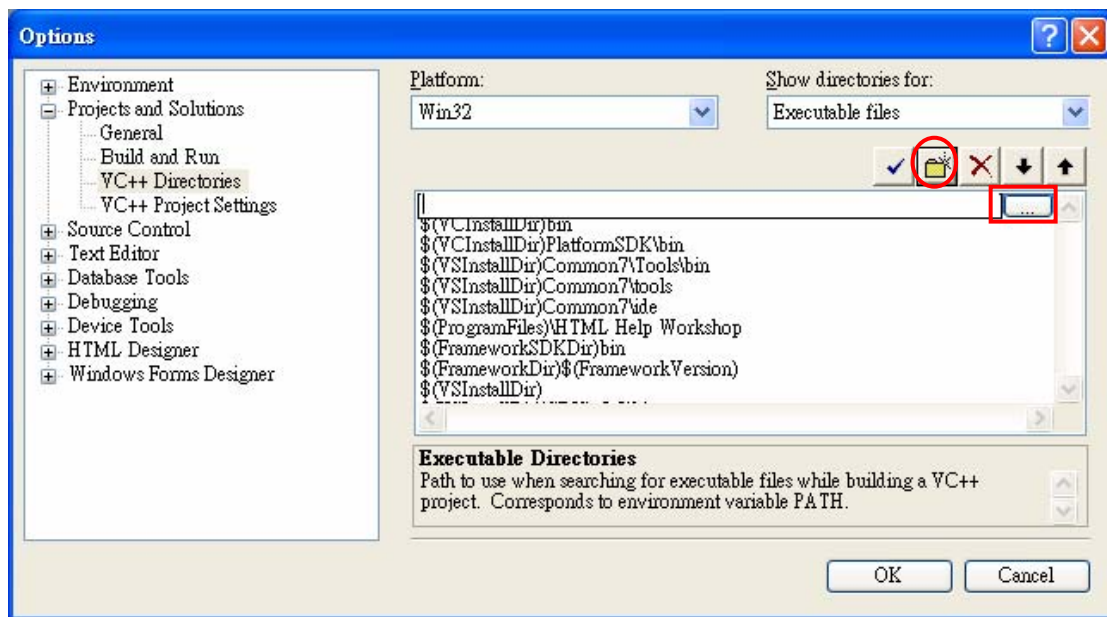 Options
Environment
Projects and Solutions
General
Build and Run
VC++ Directories
VC++ Project Settings
Source Control
Text Editor
Database Tools
Debugging
Device Tools
HTML Designer
Windows Forms Designer
Platform:
Win32
Show directories for:
Executable files
...
$(VCInstallDir)bin
$(VCInstallDir)PlatformSDK\bin
$(VSInstallDir)Common7\Tools\bin
$(VSInstallDir)Common7\tools
$(VSInstallDir)Common7\ide
$(ProgramFiles)\HTML Help Workshop
$(FrameworkSDKDir)bin
$(FrameworkDir)$(FrameworkVersion)
$(VSInstallDir)
Executable Directories
Path to use when searching for executable files while building a VC++
project. Corresponds to environment variable PATH.
OK
Cancel